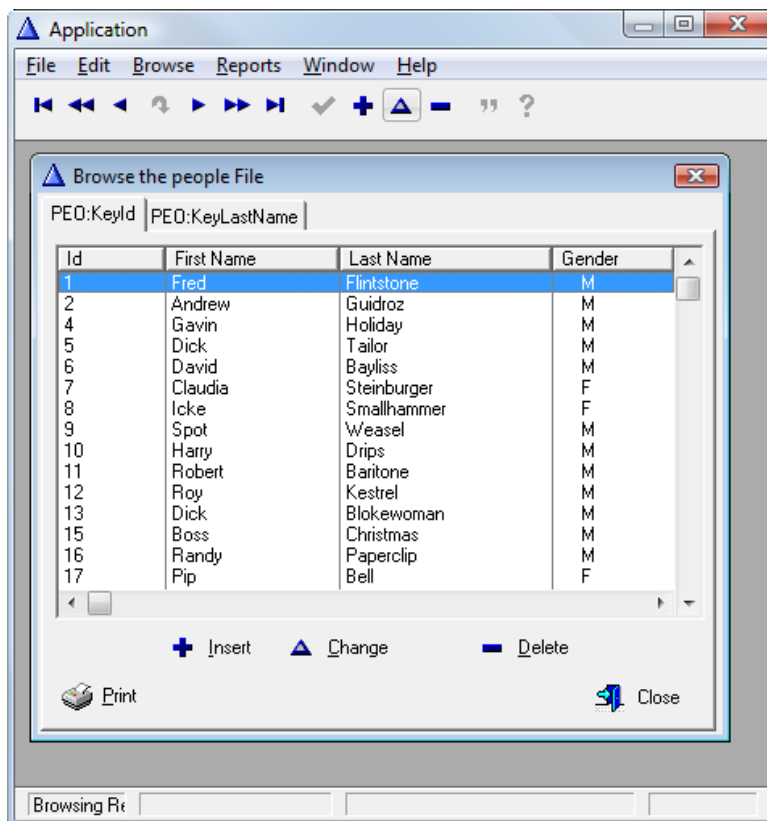 Application
File Edit Browse Reports Window Help
Browse the people File
PEO:KeyId PEO:KeyLastName
Id First Name Last Name Gender
1 Fred Flintstone M
2 Andrew Guidroz M
4 Gavin Holiday M
5 Dick Tailor M
6 David Bayliss M
7 Claudia Steinburger F
8 Icke Smallhammer F
9 Spot Weasel M
10 Harry Drips M
11 Robert Baritone M
12 Roy Kestrel M
13 Dick Blokewoman M
15 Boss Christmas M
16 Randy Paperclip M
17 Pip Bell F
Insert Change Delete
Print Close
Browsing Re